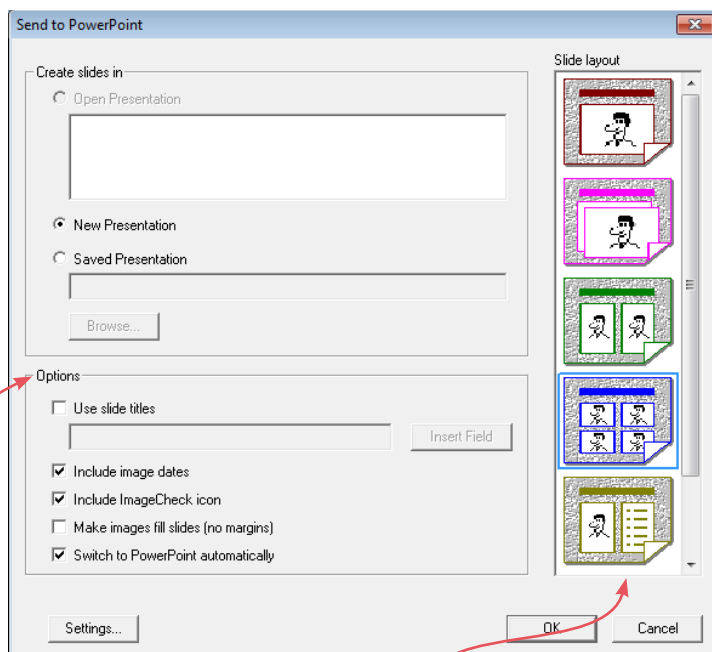 Send to PowerPoint
Create slides in
Open Presentation
New Presentation
Saved Presentation
Browse...
Options
Use slide titles
Insert Field
Include image dates
Include ImageCheck icon
Make images fill slides (no margins)
Switch to PowerPoint automatically
Slide layout
Settings...
OK
Cancel